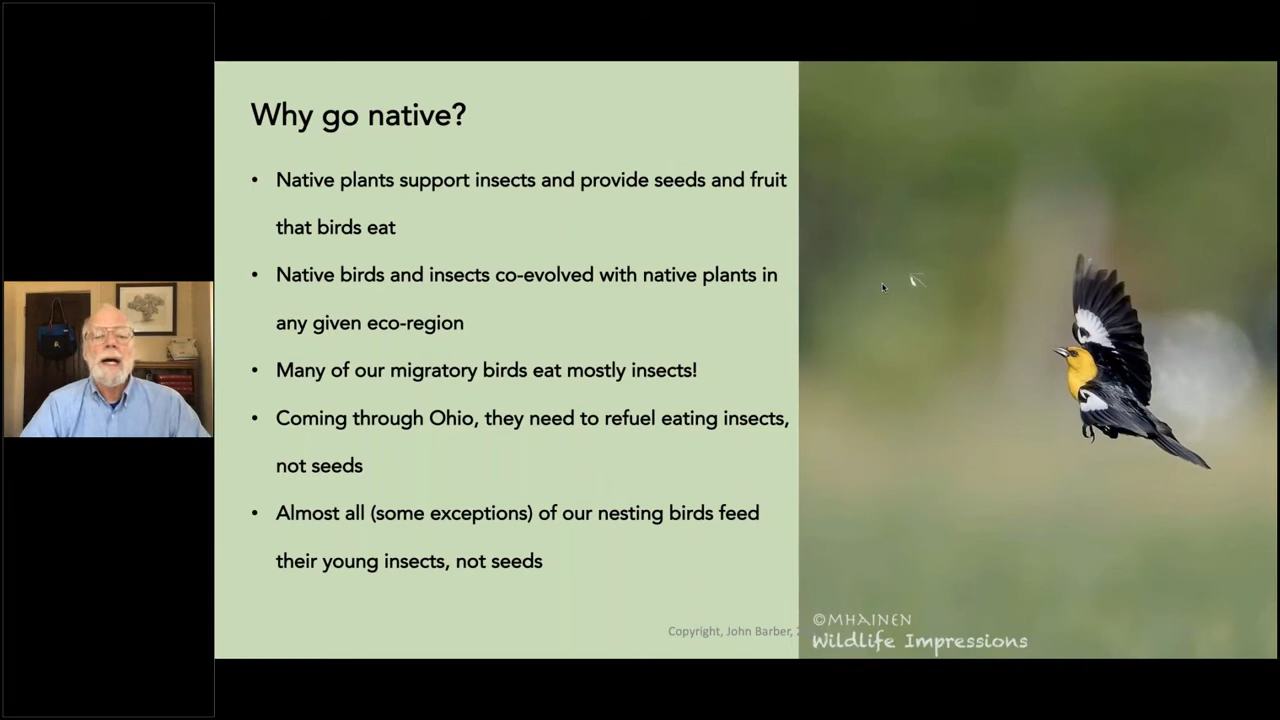 Why go native?
• Native plants support insects and provide seeds and fruit
that birds eat
• Native birds and insects co-evolved with native plants in
any given eco-region
• Many of our migratory birds eat mostly insects!
• Coming through Ohio, they need to refuel eating insects,
not seeds
• Almost all (some exceptions) of our nesting birds feed
their young insects, not seeds
Copyright, John Barber,
©MHAINEN
Wildlife Impressions